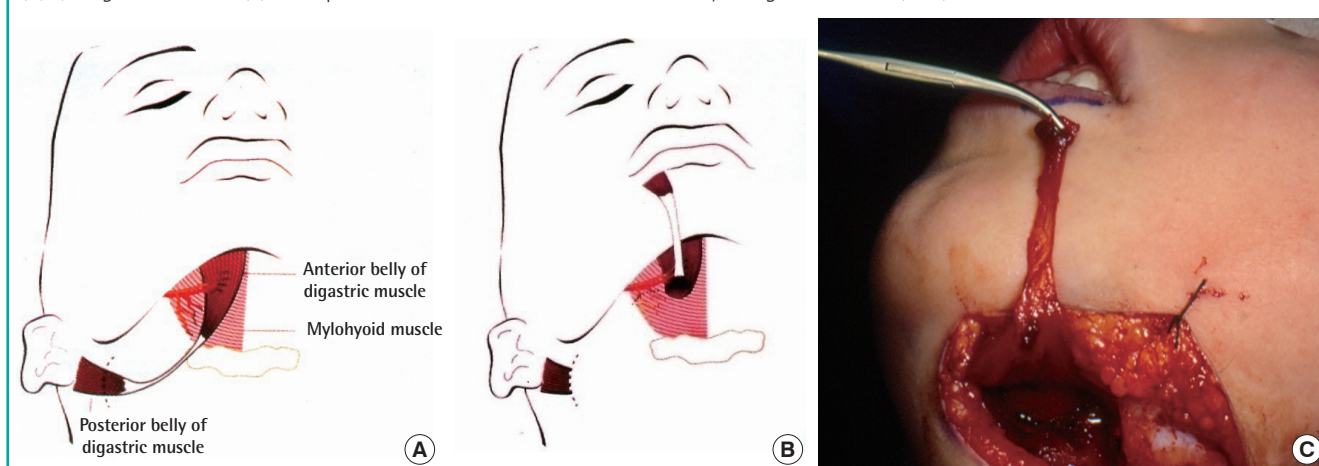 Anterior belly of
digastric muscle
Mylohyoid muscle
Posterior belly of
digastric muscle
A
B
C